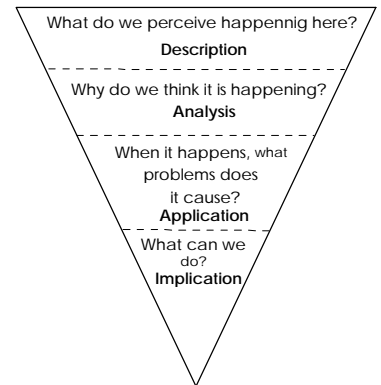 What do we perceive happennig here?
Description
Why do we think it is happening?
Analysis
When it happens, what
problems does
it cause?
Application
What can we
do?
Implication